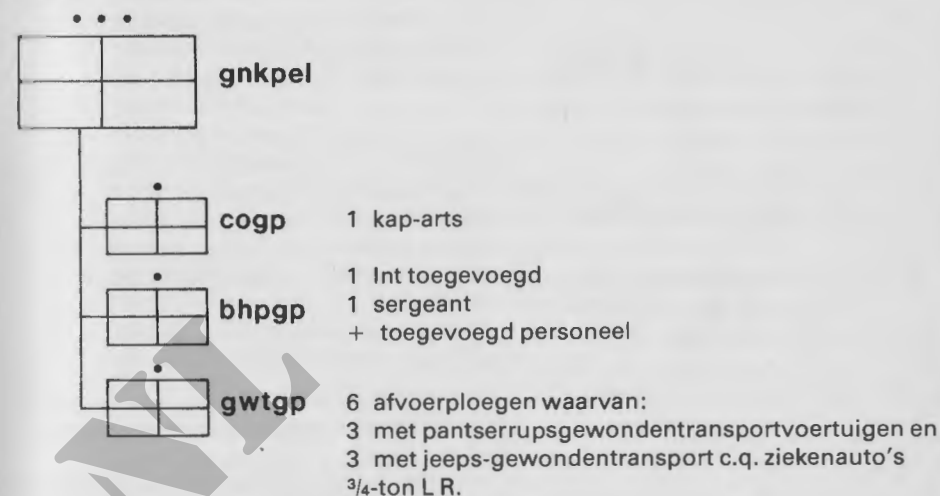 gnkpel
cogp 1 kap-arts
1 Int toegevoegd
bhpgp 1 sergeant
+ toegevoegd personeel
gwtgp 6 afvoerploegen waarvan:
3 met pantserrupsgewondentransportvoertuigen en
3 met jeeps-gewondentransport c.q. ziekenauto's
3/4-ton L R.